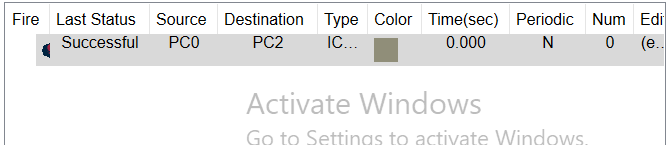 Fire Last Status Source Destination Type Color Time(sec) Periodic Num Edi
Successful PC0 PC2 IC... 0.000 N 0 (e...
Activate Windows
Go to Settings to activate Windows.